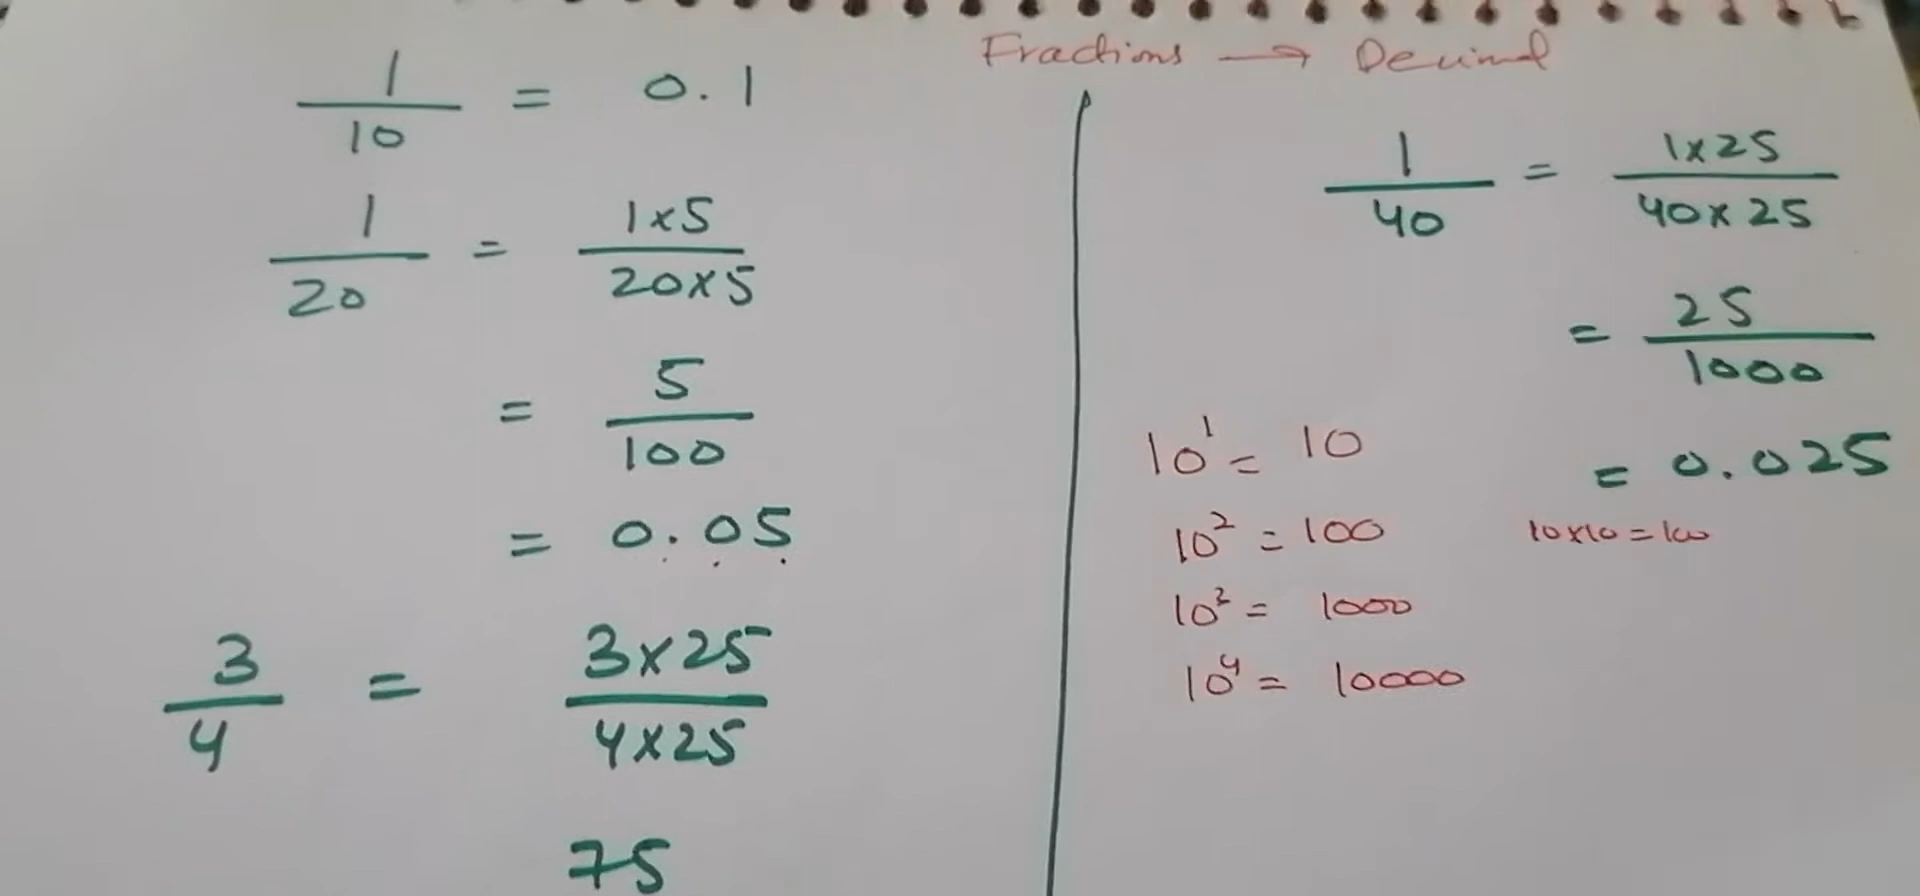 Fractions → Decimal
1/10 = 0.1
1/20 = 1x5/20x5
= 5/100
= 0.05
3/4 = 3x25/4x25
75
1/40 = 1x25/40x25
= 25/1000
= 0.025
10¹ = 10
10² = 100
10x10 = 100
10² = 1000
10⁴ = 10000